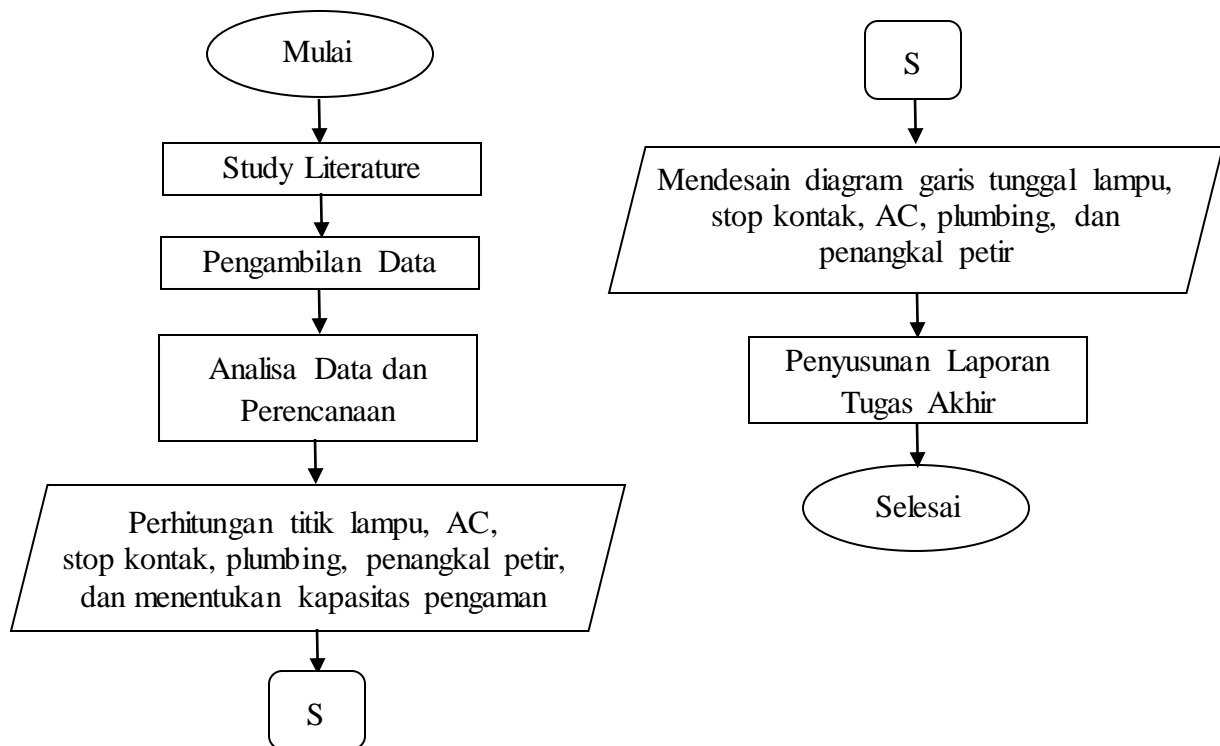 Mulai
Study Literature
Pengambilan Data
Analisa Data dan
Perencanaan
Perhitungan titik lampu, AC,
stop kontak, plumbing, penangkal petir,
dan menentukan kapasitas pengaman
S
S
Mendesain diagram garis tunggal lampu,
stop kontak, AC, plumbing, dan
penangkal petir
Penyusunan Laporan
Tugas Akhir
Selesai